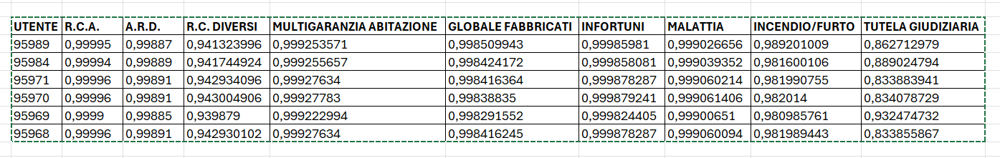 UTENTE R.C.A. A.R.D. R.C. DIVERSI MULTIGARANZIA ABITAZIONE GLOBALE FABBRICATI INFORTUNI MALATTIA INCENDIO/FURTO TUTELA GIUDIZIARIA
95989 0,99995 0,99887 0,941323996 0,999253571 0,998509943 0,99985981 0,999026656 0,989201009 0,862712979
95984 0,99994 0,99889 0,941744924 0,999255657 0,998424172 0,999858081 0,999039352 0,981600106 0,889024794
95971 0,99996 0,99891 0,942934096 0,99927634 0,998416364 0,999878287 0,999060214 0,981990755 0,833883941
95970 0,99996 0,99891 0,943004906 0,99927783 0,99838835 0,999879241 0,999061406 0,982014 0,834078729
95969 0,9999 0,99885 0,939879 0,999222994 0,998291552 0,999824405 0,99900651 0,980985761 0,932474732
95968 0,99996 0,99891 0,942930102 0,99927634 0,998416245 0,999878287 0,999060094 0,981989443 0,833855867